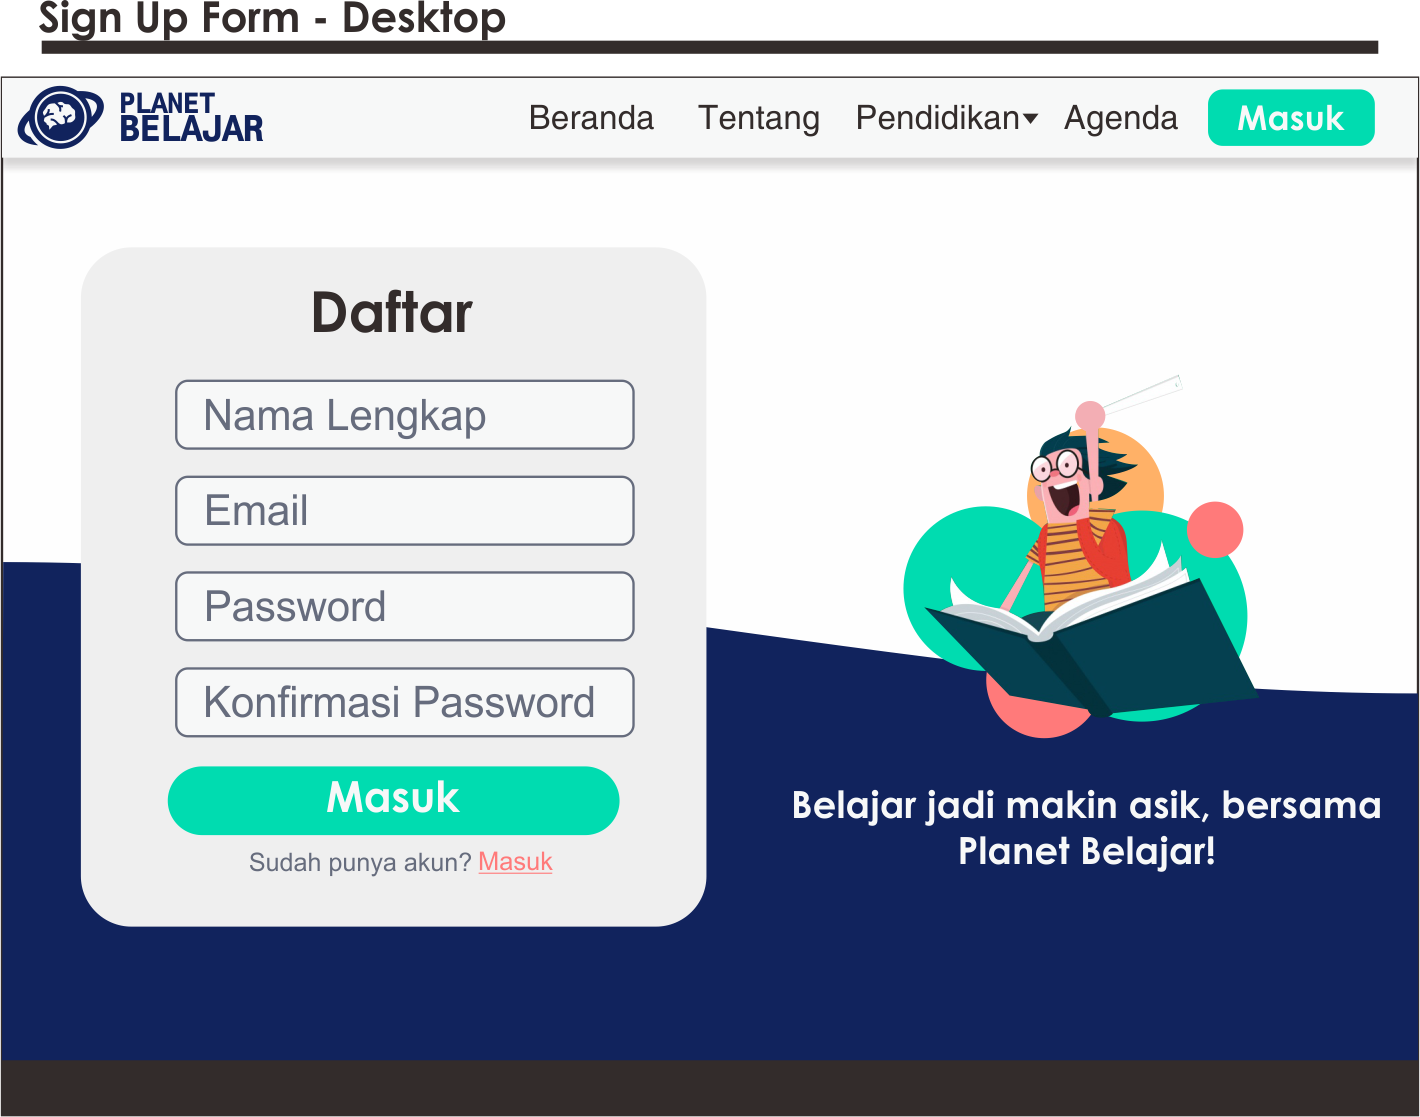 Sign Up Form - Desktop
PLANET
BELAJAR
Beranda
Tentang
Pendidikan
Agenda
Masuk
Daftar
Nama Lengkap
Email
Password
Konfirmasi Password
Masuk
Sudah punya akun? Masuk
Belajar jadi makin asik, bersama
Planet Belajar!